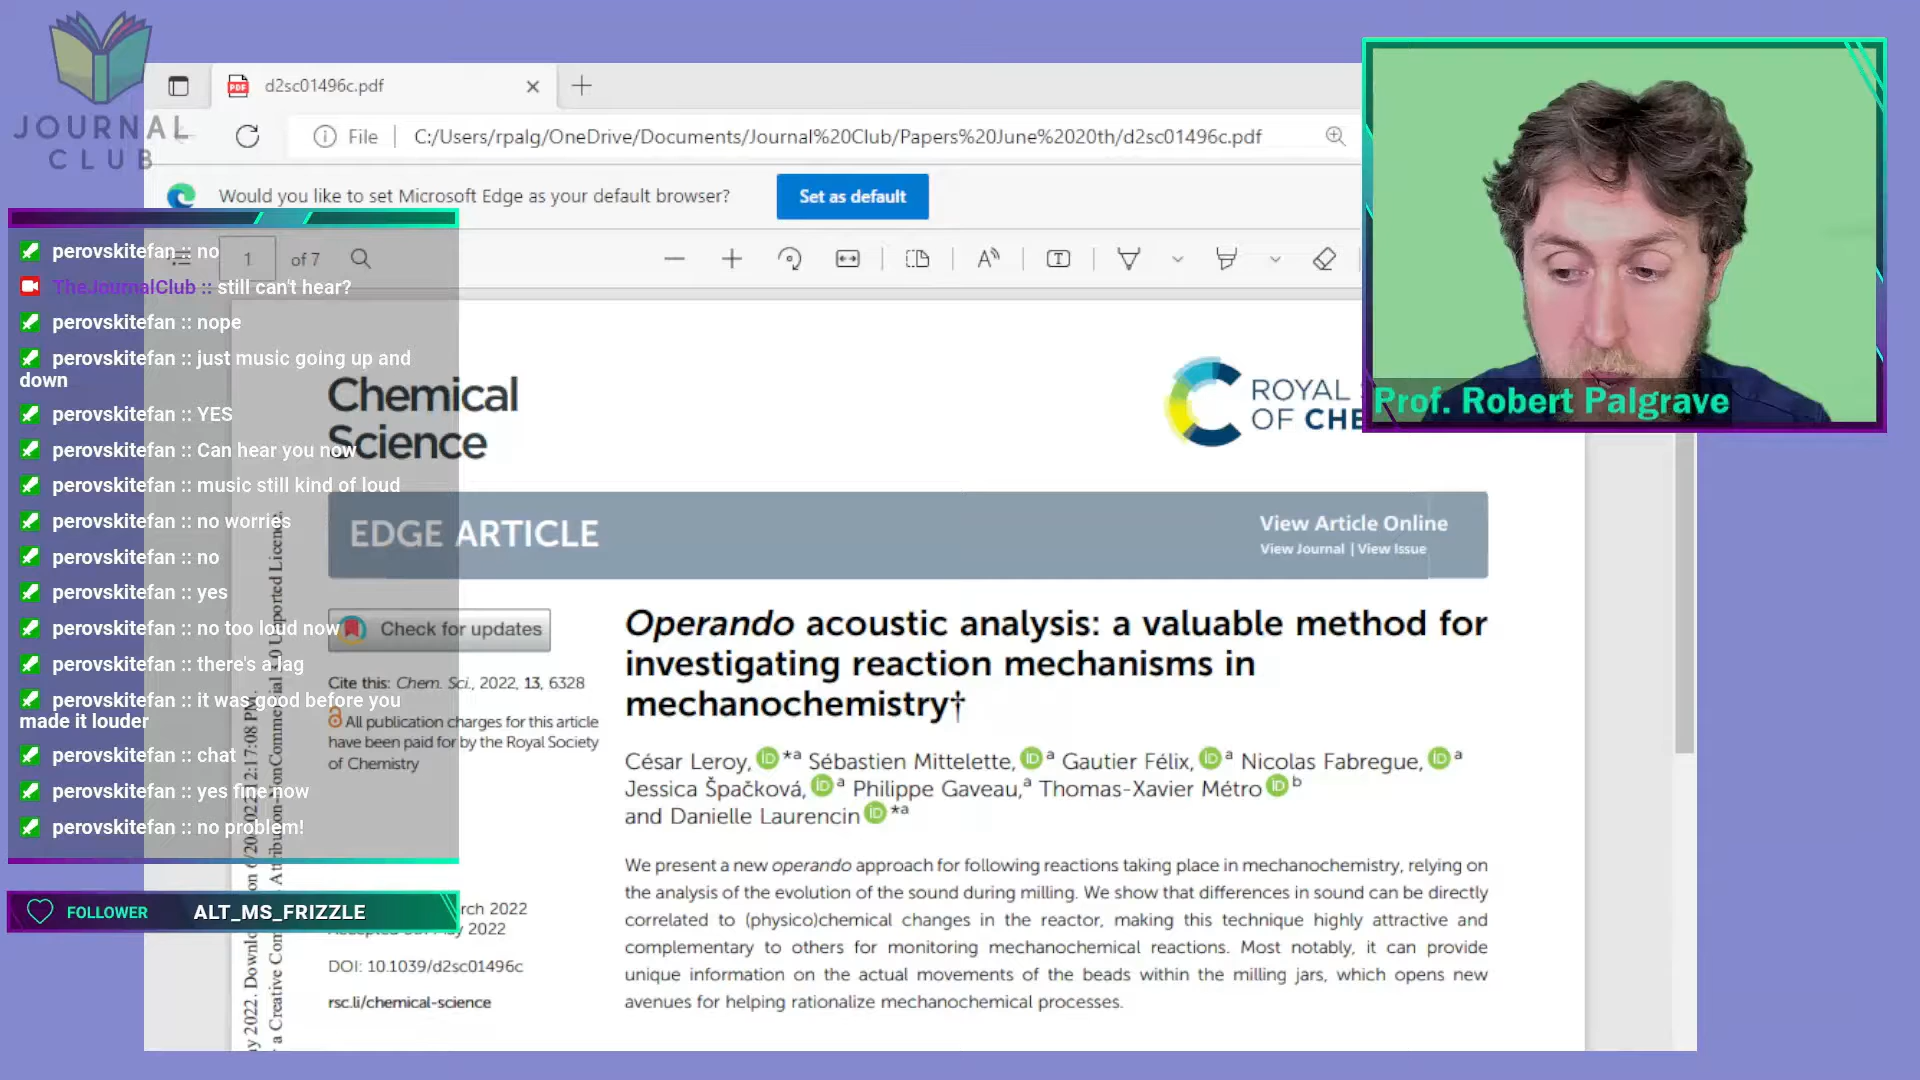 JOURNAL
CLUB
d2sc01496c.pdf
File
C:/Users/rpalg/OneDrive/Documents/Journal%20Club/Papers%20June%2020th/d2sc01496c.pdf
Would you like to set Microsoft Edge as your default browser?
Set as default
1 of 7
perovskitefan :: no
TheJournalClub :: still can't hear?
perovskitefan :: nope
perovskitefan :: just music going up and
down
perovskitefan :: YES
perovskitefan :: Can hear you now
perovskitefan :: music still kind of loud
perovskitefan :: no worries
perovskitefan :: no
perovskitefan :: yes
perovskitefan :: no too loud now
perovskitefan :: there's a lag
perovskitefan :: it was good before you
made it louder
perovskitefan :: chat
perovskitefan :: yes fine now
perovskitefan :: no problem!
FOLLOWER ALT_MS_FRIZZLE
Prof. Robert Palgrave
Chemical
Science
ROYAL
OF CHE
EDGE ARTICLE
View Article Online
View Journal | View Issue
Check for updates
Cite this: Chem. Sci., 2022, 13, 6328
All publication charges for this article
have been paid for by the Royal Society
of Chemistry
rch 2022
2022
DOI: 10.1039/d2sc01496c
rsc.li/chemical-science
Operando acoustic analysis: a valuable method for
investigating reaction mechanisms in
mechanochemistry†
César Leroy, *a Sébastien Mittelette, a Gautier Félix, a Nicolas Fabregue, a
Jessica Špačková, a Philippe Gaveau,a Thomas-Xavier Métro b
and Danielle Laurencin *a
We present a new operando approach for following reactions taking place in mechanochemistry, relying on
the analysis of the evolution of the sound during milling. We show that differences in sound can be directly
correlated to (physico)chemical changes in the reactor, making this technique highly attractive and
complementary to others for monitoring mechanochemical reactions. Most notably, it can provide
unique information on the actual movements of the beads within the milling jars, which opens new
avenues for helping rationalize mechanochemical processes.